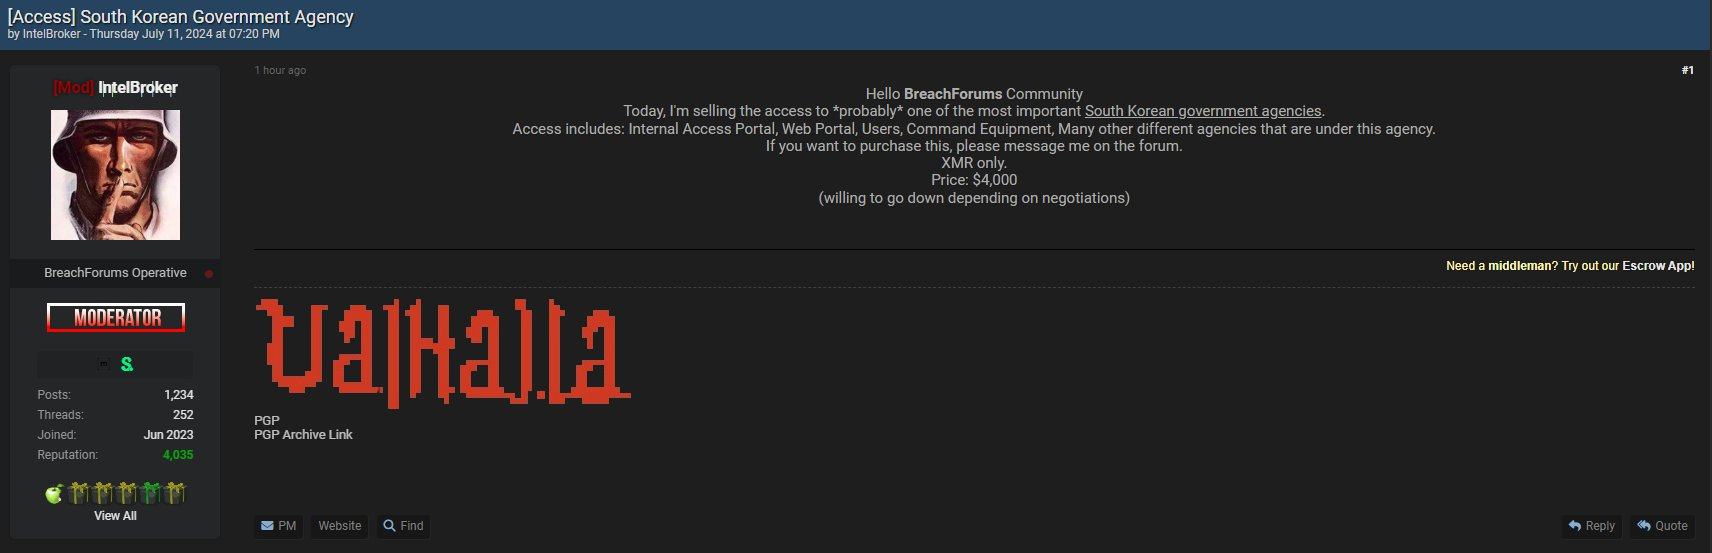 [Access] South Korean Government Agency
by IntelBroker - Thursday July 11, 2024 at 07:20 PM
[Mod] IntelBroker
BreachForums Operative
MODERATOR
S
Posts: 1,234
Threads: 252
Joined: Jun 2023
Reputation: 4,035
View All
1 hour ago #1
Hello BreachForums Community
Today, I'm selling the access to *probably* one of the most important South Korean government agencies.
Access includes: Internal Access Portal, Web Portal, Users, Command Equipment, Many other different agencies that are under this agency.
If you want to purchase this, please message me on the forum.
XMR only.
Price: $4,000
(willing to go down depending on negotiations)
Need a middleman? Try out our Escrow App!
Valhalla
PGP
PGP Archive Link
PM Website Find
Reply Quote